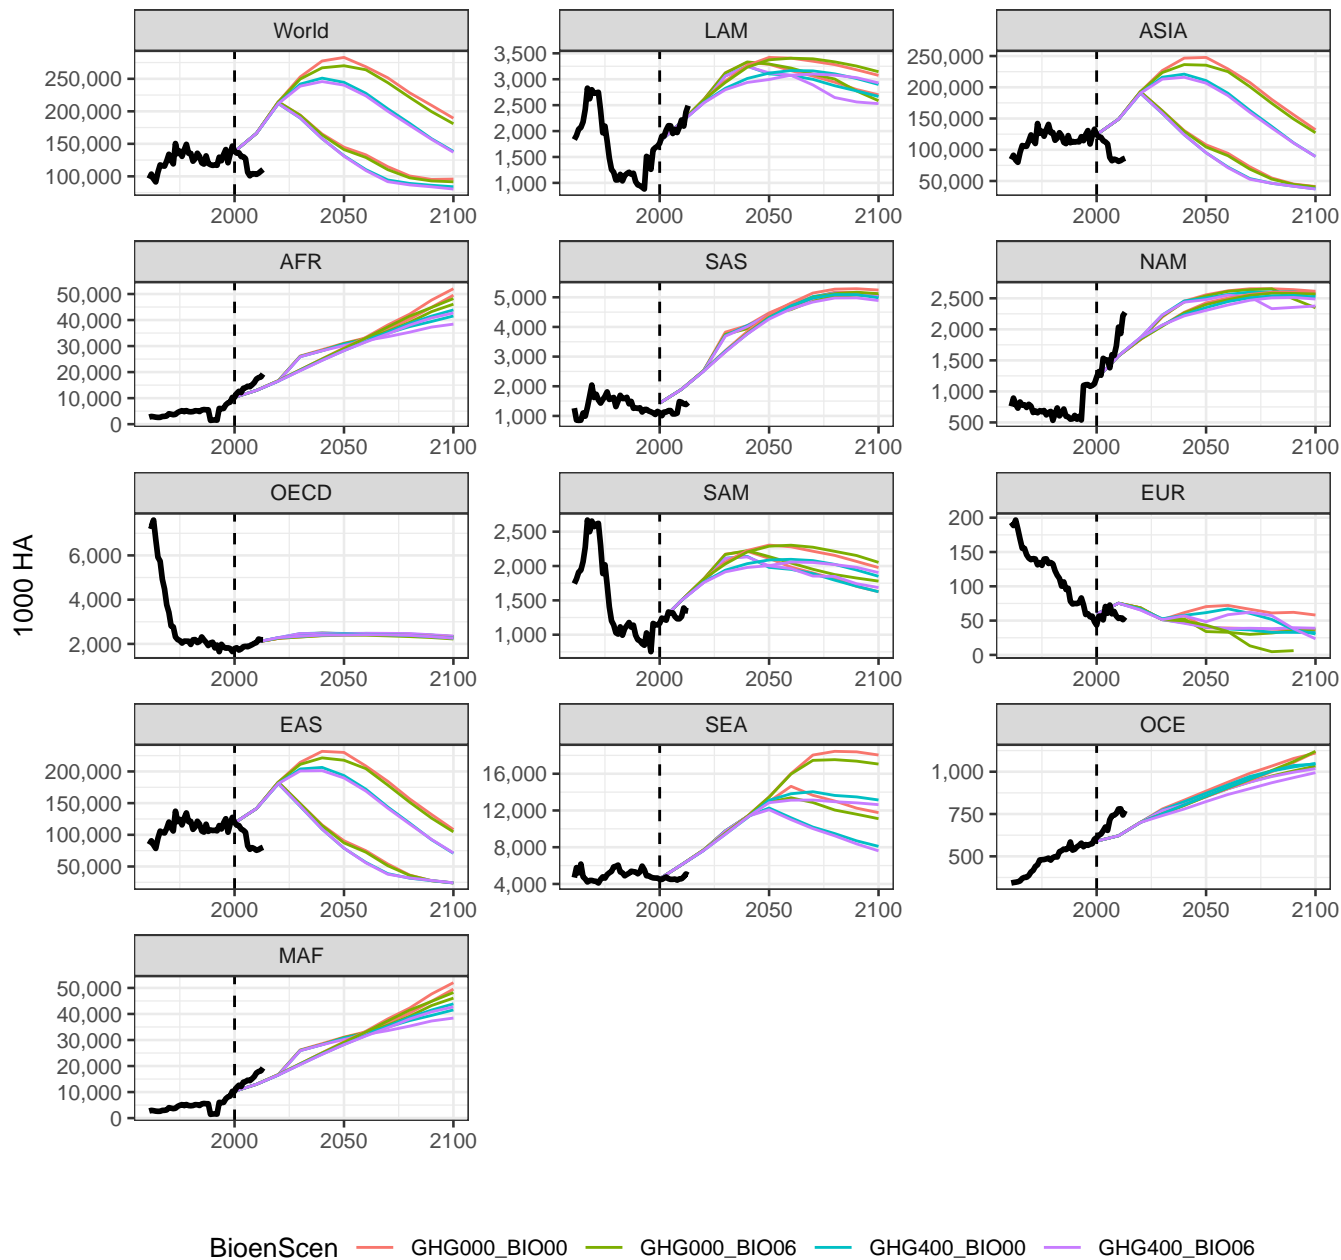 World
LAM
ASIA
250,000
200,000
150,000
100,000
3,500
3,000
2,500
2,000
1,500
1,000
250,000
200,000
150,000
100,000
50,000
2000 2050 2100
2000 2050 2100
2000 2050 2100
AFR
SAS
NAM
50,000
40,000
30,000
20,000
10,000
0
5,000
4,000
3,000
2,000
1,000
2,500
2,000
1,500
1,000
500
2000 2050 2100
2000 2050 2100
2000 2050 2100
OECD
SAM
EUR
6,000
4,000
2,000
2,500
2,000
1,500
1,000
200
150
100
50
0
2000 2050 2100
2000 2050 2100
2000 2050 2100
1000 HA
EAS
SEA
OCE
200,000
150,000
100,000
50,000
16,000
12,000
8,000
4,000
1,000
750
500
2000 2050 2100
2000 2050 2100
2000 2050 2100
MAF
50,000
40,000
30,000
20,000
10,000
0
2000 2050 2100
BioenScen GHG000_BIO00 GHG000_BIO06 GHG400_BIO00 GHG400_BIO06